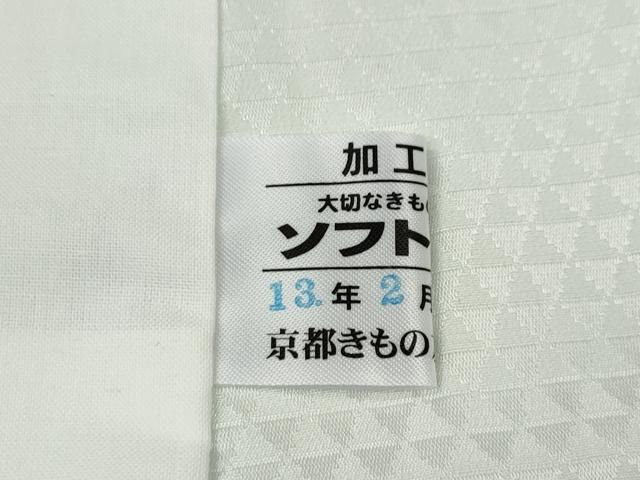 加工
大切なきもの
ソフト
13.年 2 月
京都きもの